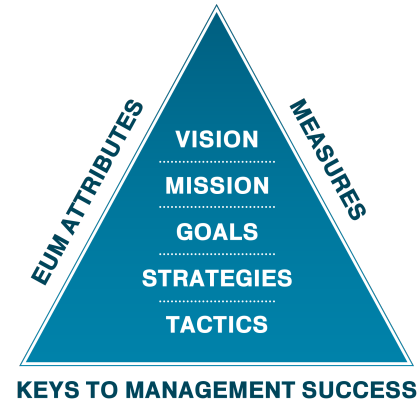 EUM ATTRIBUTES
MEASURES
VISION
MISSION
GOALS
STRATEGIES
TACTICS
KEYS TO MANAGEMENT SUCCESS